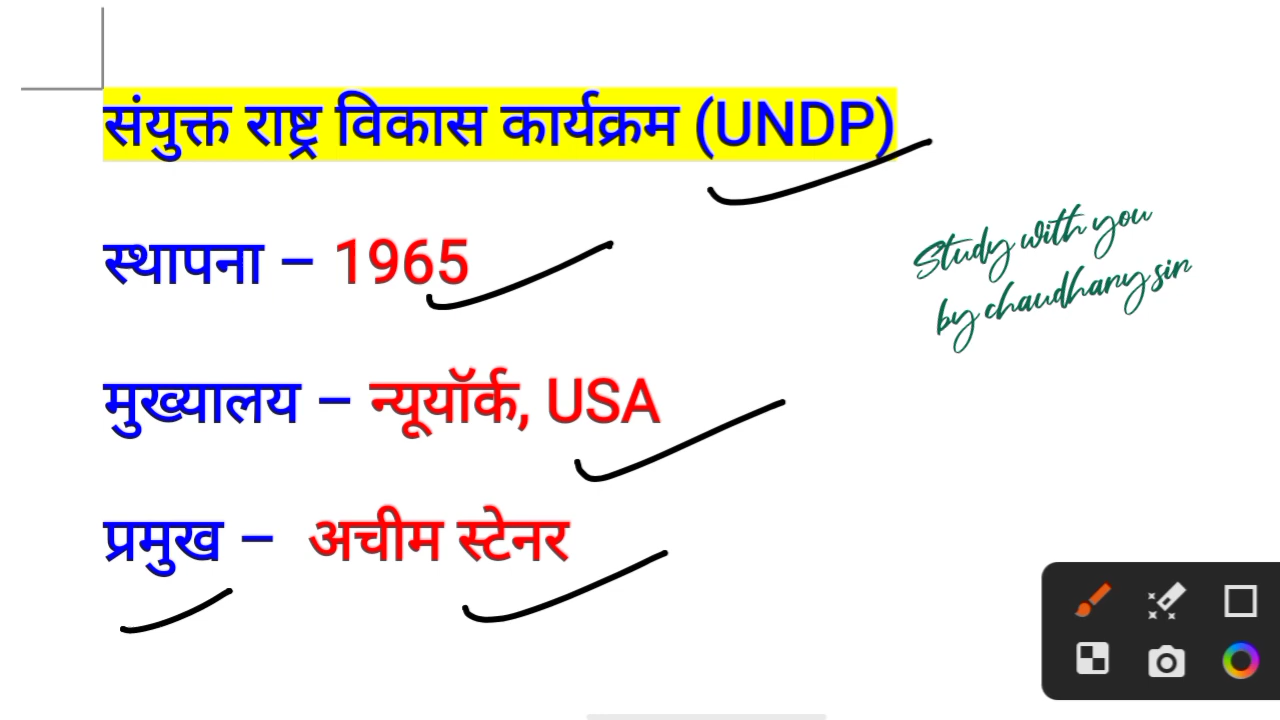 संयुक्त राष्ट्र विकास कार्यक्रम (UNDP)
स्थापना – 1965
Study with you
by chaudhary sir
मुख्यालय – न्यूयॉर्क, USA
प्रमुख – अचीम स्टेनर